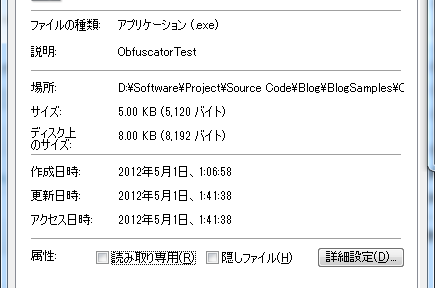 ファイルの種類: アプリケーション (.exe)
説明: ObfuscatorTest
場所: D:¥Software¥Project¥Source Code¥Blog¥BlogSamples¥O
サイズ: 5.00 KB (5,120 バイト)
ディスク上
のサイズ: 8.00 KB (8,192 バイト)
作成日時: 2012年5月1日、1:06:58
更新日時: 2012年5月1日、1:41:38
アクセス日時: 2012年5月1日、1:41:38
属性: 読み取り専用(R) 隠しファイル(H) 詳細設定(D)...